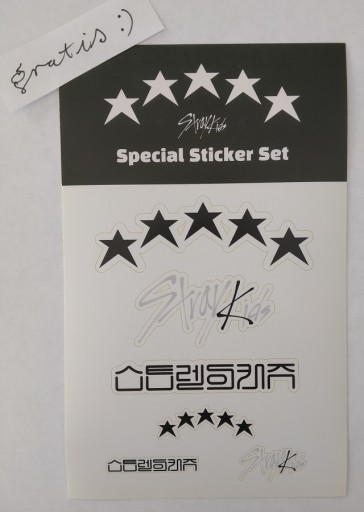 gratis :)
Stray Kids
Special Sticker Set
Stray Kids
스트레이키즈
스트레이키즈
Stray Kids